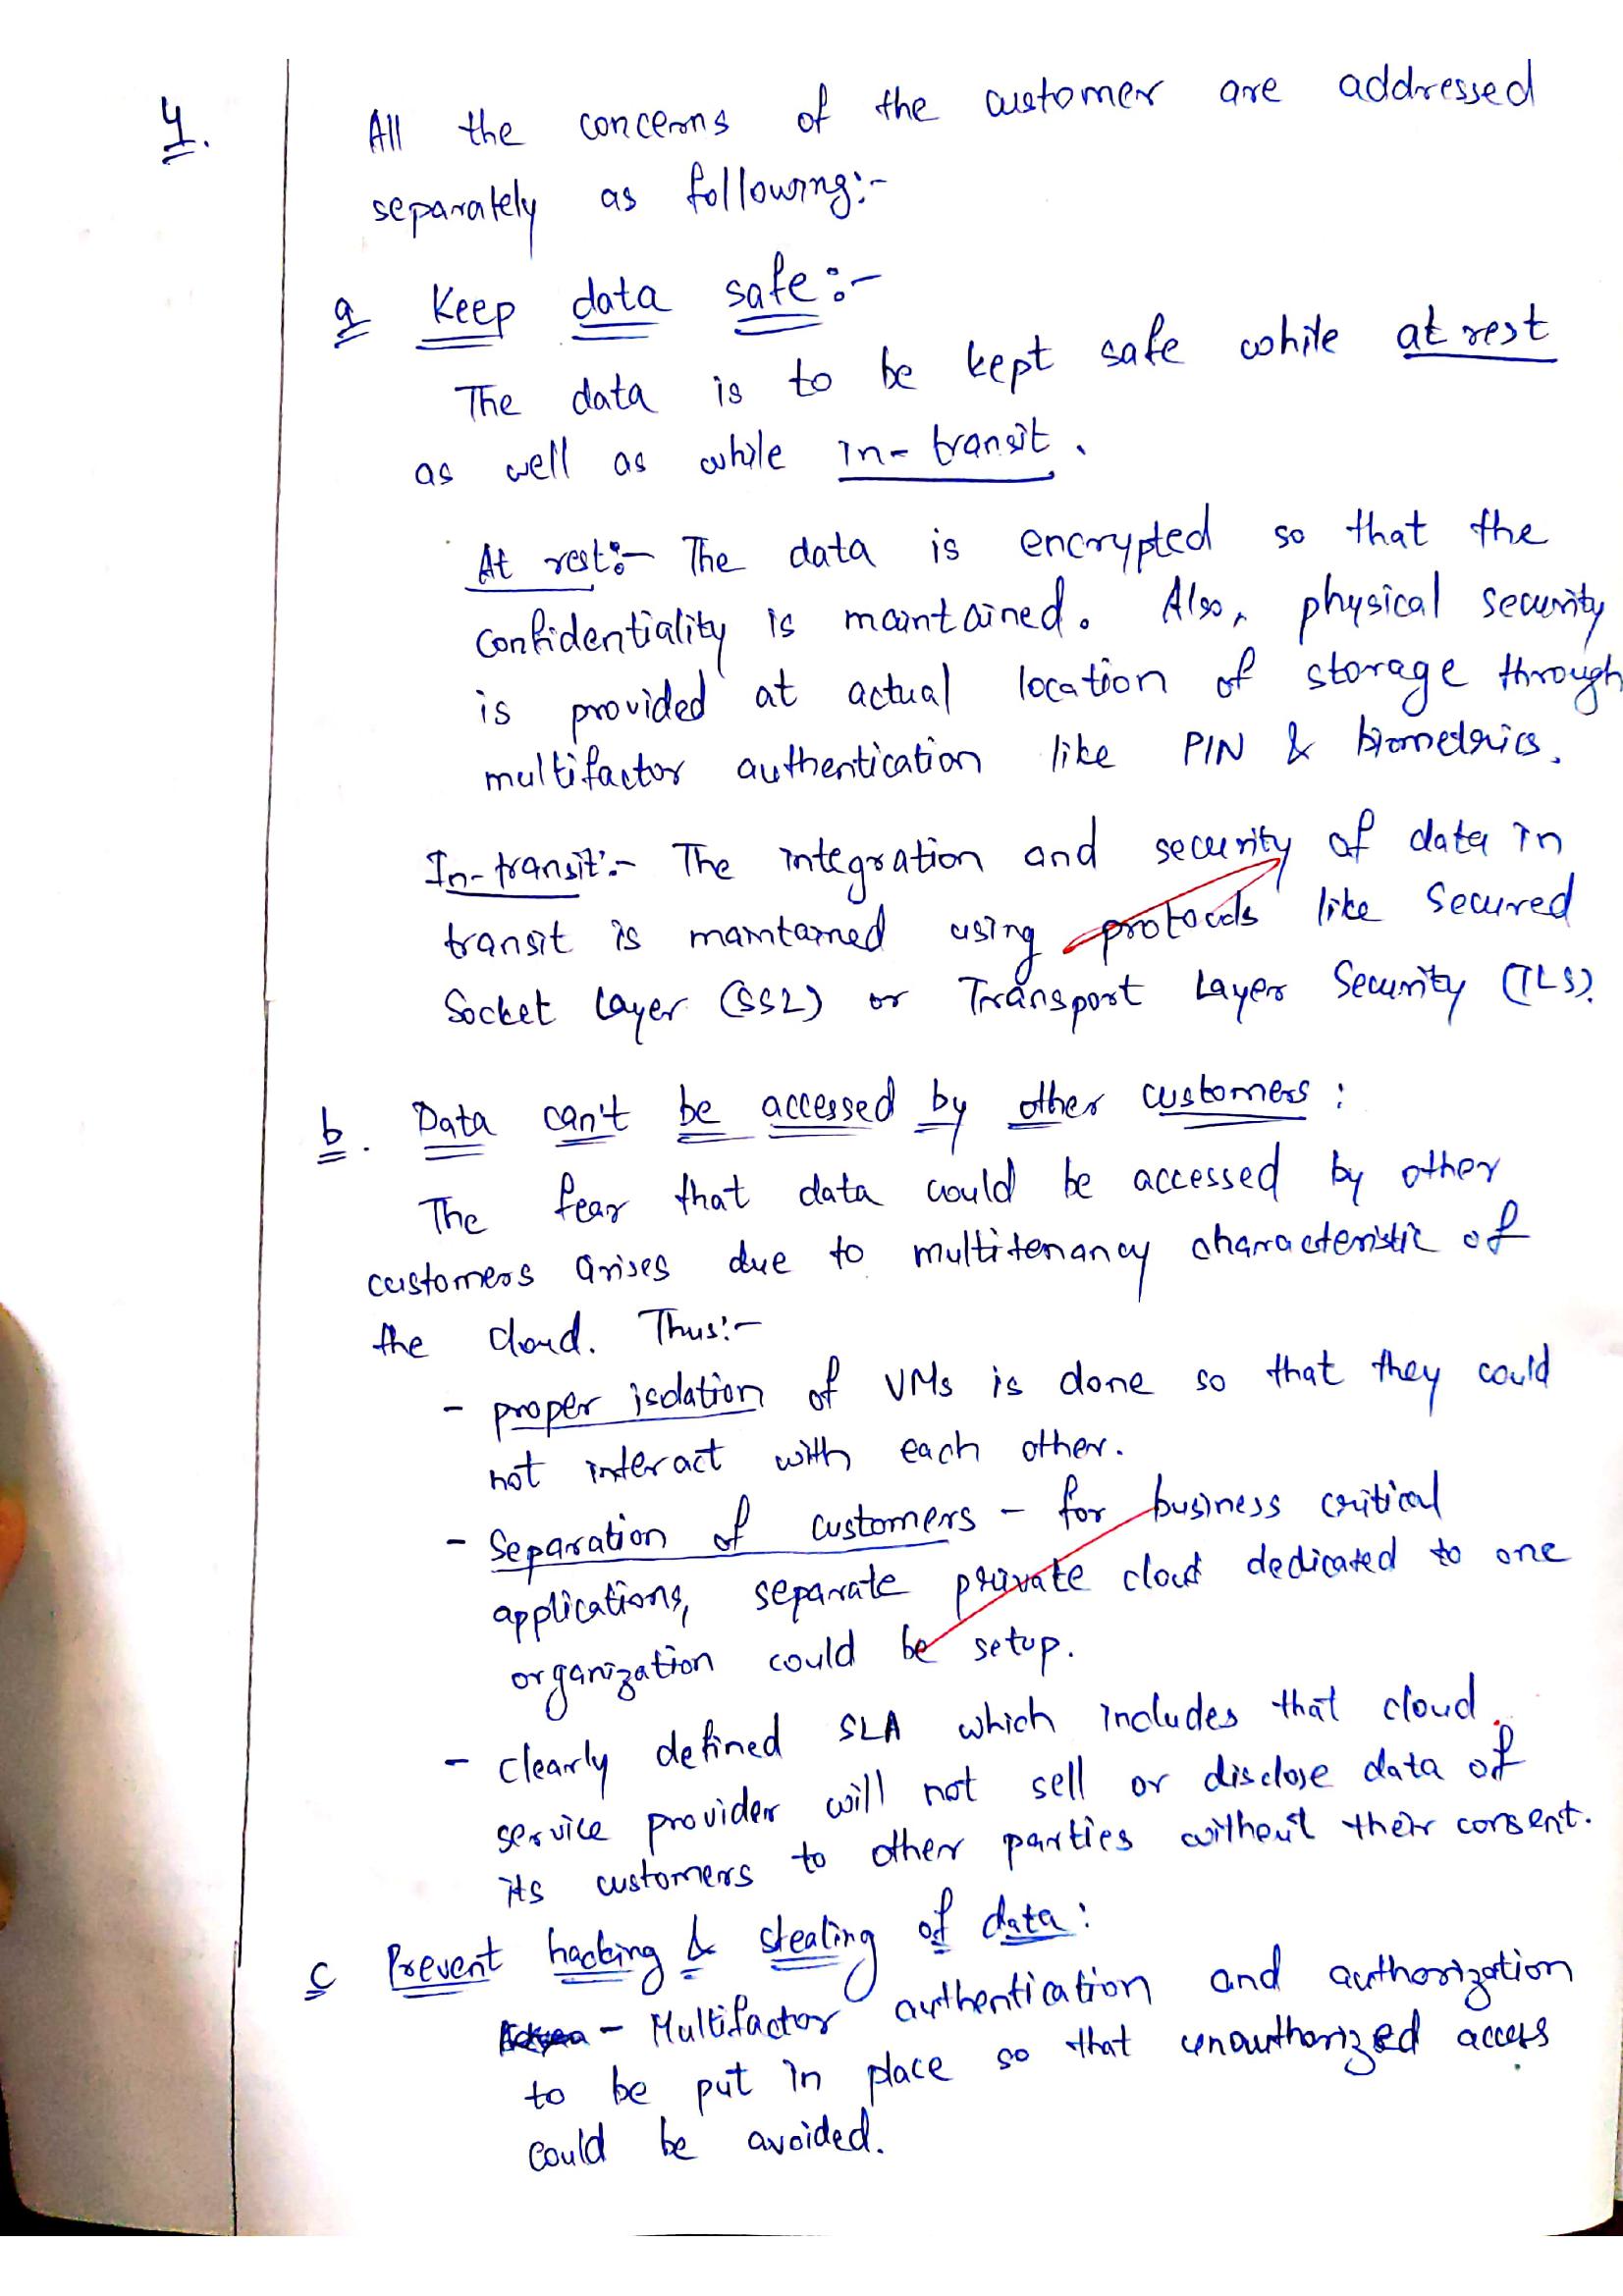 4.
All the concerns of the customer are addressed
separately as following:-
a Keep data safe:-
The data is to be kept safe while at rest
as well as while in-transit.
At rest:- The data is encrypted so that the
confidentiality is maintained. Also, physical security
is provided at actual location of storage through
multifactor authentication like PIN & biometrics.
In-transit:- The integration and security of data in
transit is maintained using protocols like Secured
Socket Layer (SSL) or Transport Layer Security (TLS).
b. Data can't be accessed by other customers:
The fear that data could be accessed by other
customers arises due to multitenancy characteristic of
the cloud. Thus:-
- proper isolation of VMs is done so that they could
not interact with each other.
- Separation of customers - for business critical
applications, separate private cloud dedicated to one
organization could be setup.
- clearly defined SLA which includes that cloud
service provider will not sell or disclose data of
its customers to other parties without their consent.
c Prevent hacking & stealing of data:
- Multifactor authentication and authorization
to be put in place so that unauthorized access
could be avoided.